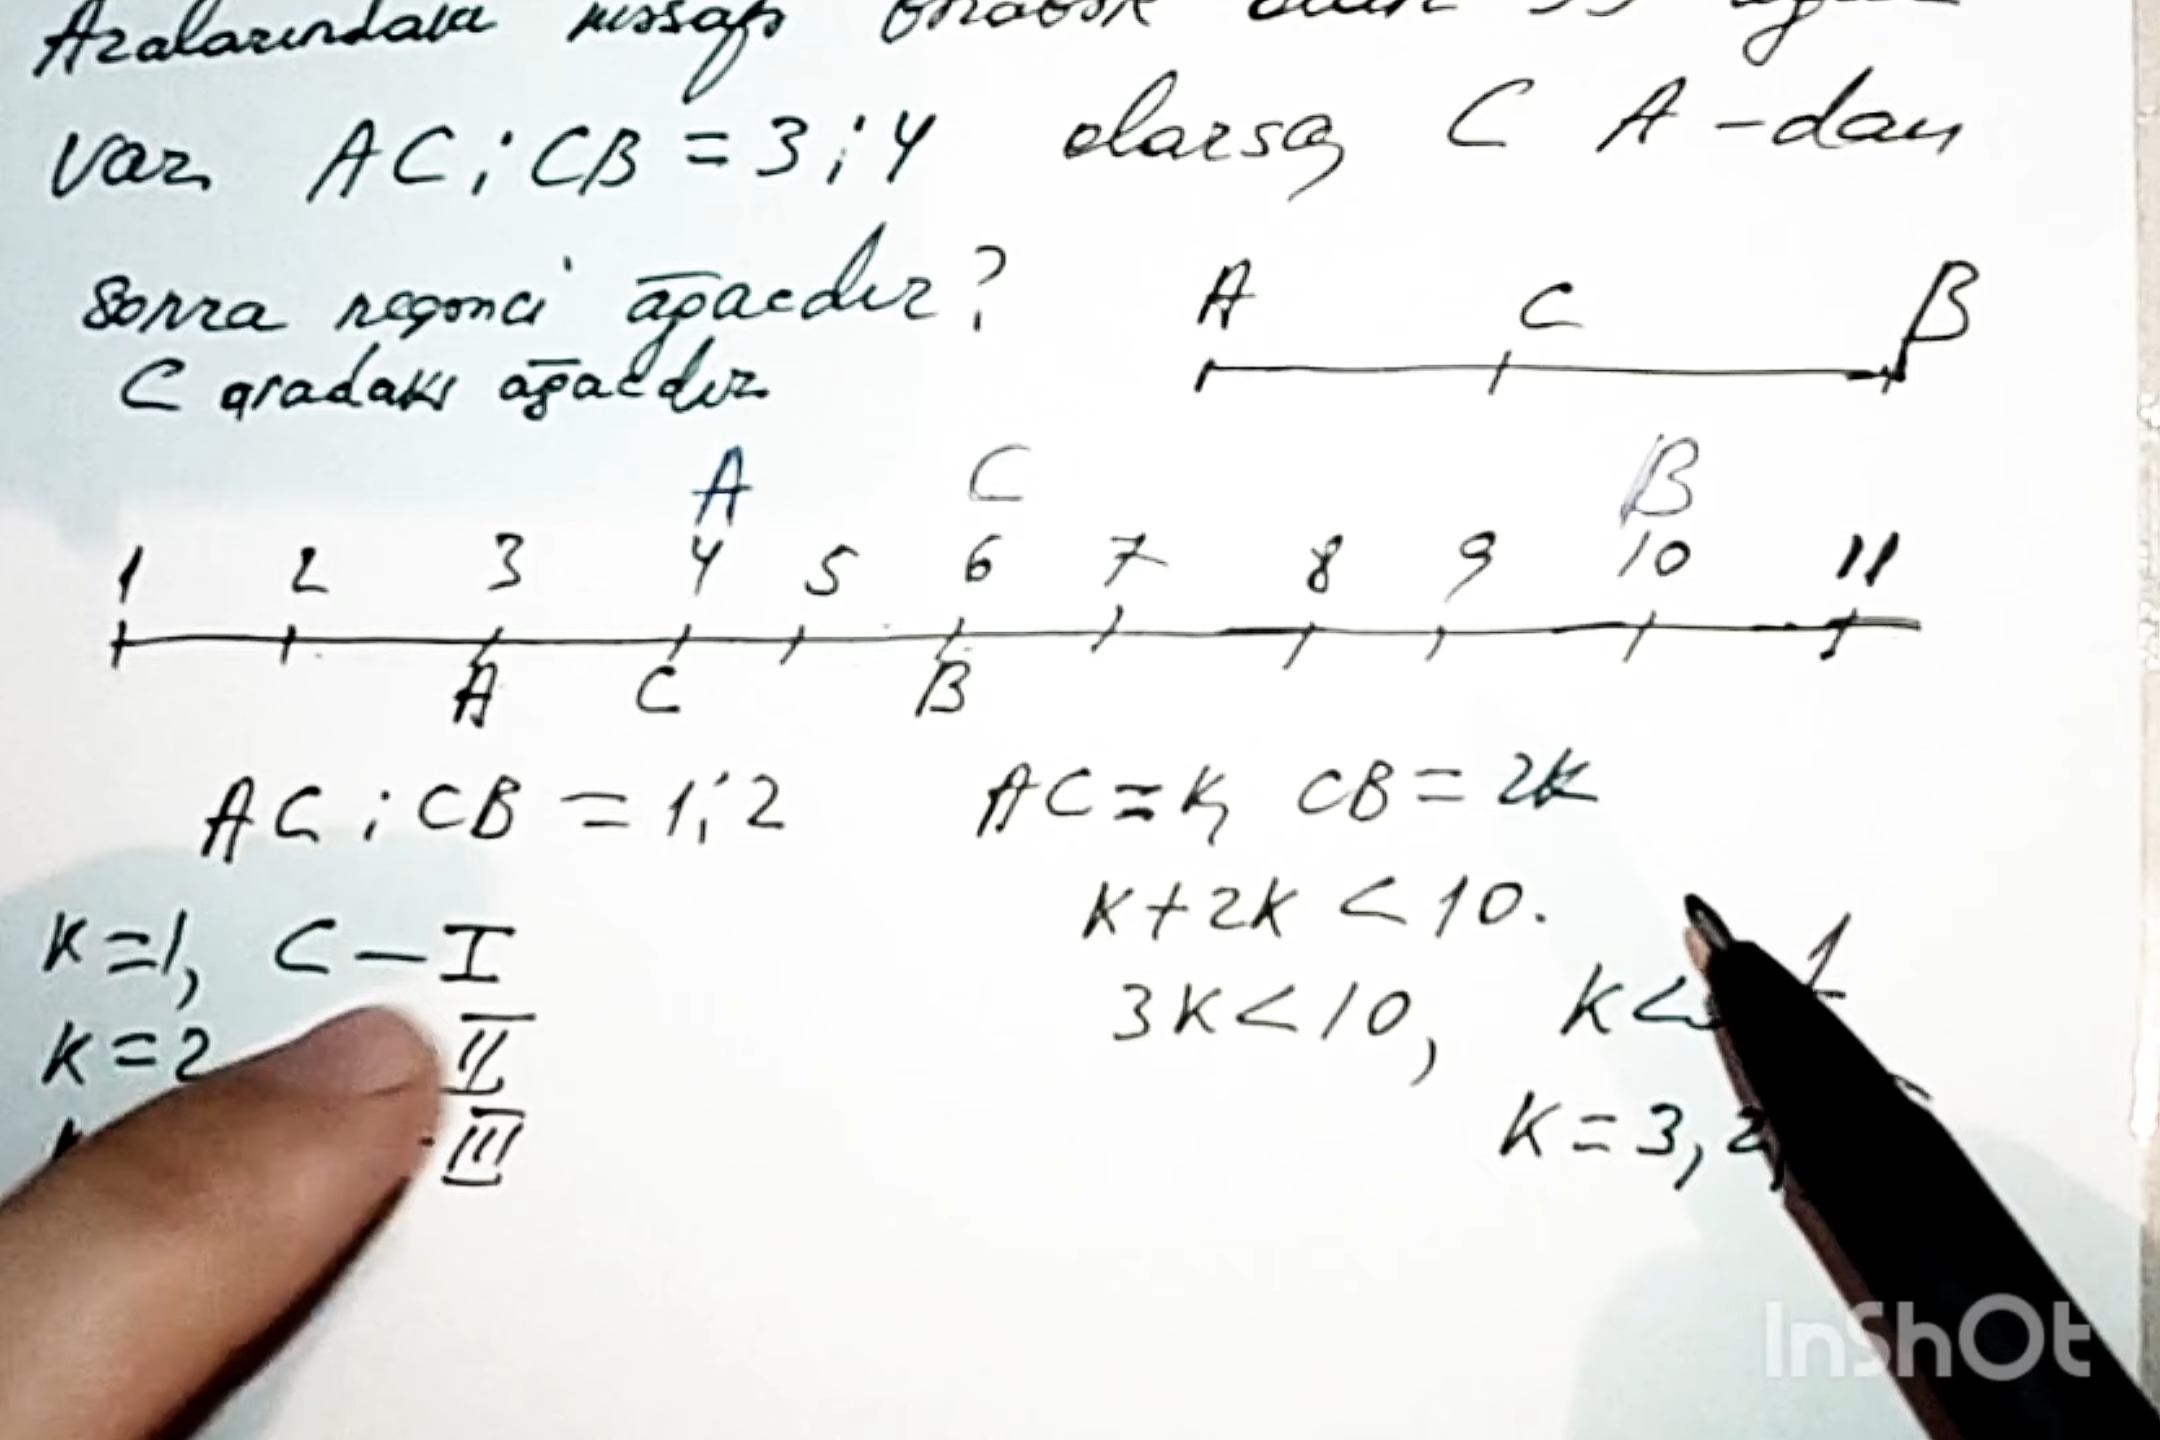 Aralarındakı məsafə
var AC:CB=3:4 olarsa, C A-dan
sonra neçənci ağacdır?
C aradakı ağacdır
A C B
A C B
1 2 3 4 5 6 7 8 9 10 11
A C B
AC:CB=1:2 AC=k, CB=2k
k=1, C-I k+2k<10.
k=2 II 3k<10, k<
III k=3, 2,
InShOt